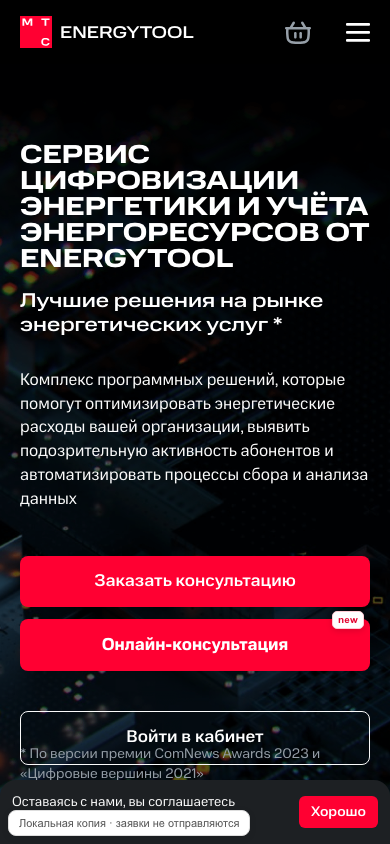 МТС
ENERGYTOOL
СЕРВИС
ЦИФРОВИЗАЦИИ
ЭНЕРГЕТИКИ И УЧЁТА
ЭНЕРГОРЕСУРСОВ ОТ
ENERGYTOOL
Лучшие решения на рынке
энергетических услуг *
Комплекс программных решений, которые
помогут оптимизировать энергетические
расходы вашей организации, выявить
подозрительную активность абонентов и
автоматизировать процессы сбора и анализа
данных
Заказать консультацию
new
Онлайн-консультация
Войти в кабинет
* По версии премии ComNews Awards 2023 и
«Цифровые вершины 2021»
Оставаясь с нами, вы соглашаетесь
Хорошо
Локальная копия · заявки не отправляются